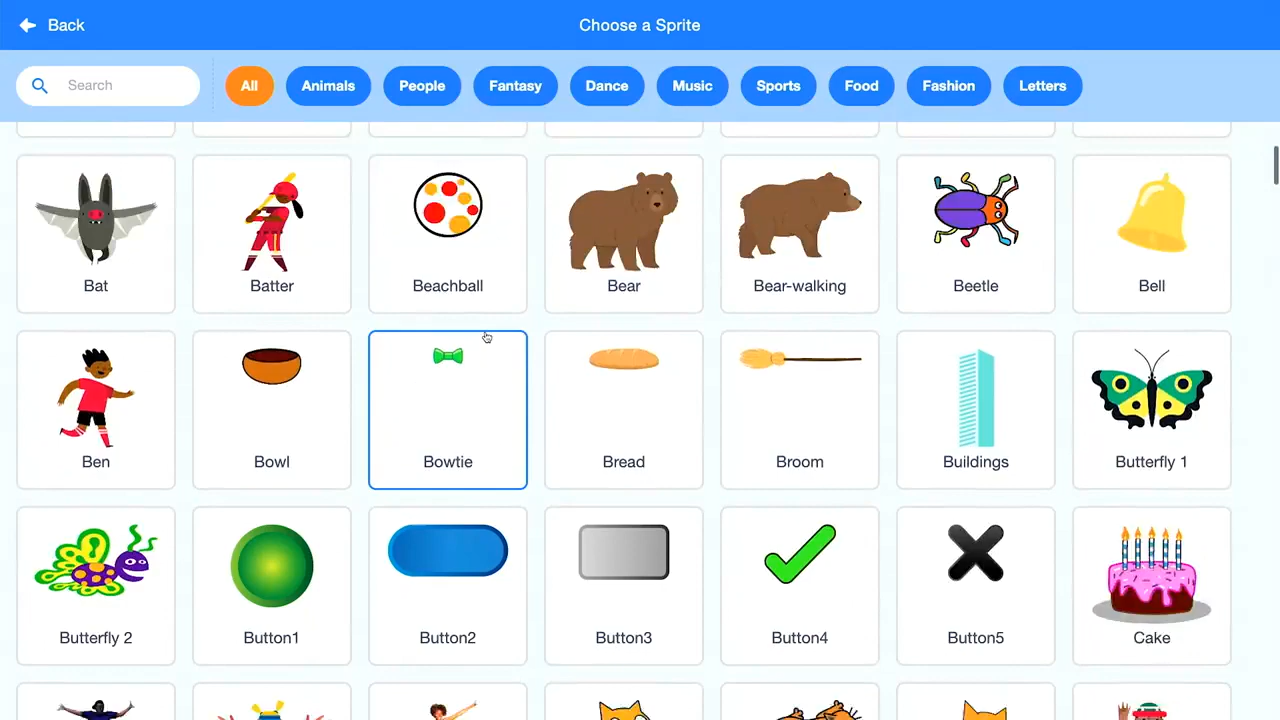 Back
Choose a Sprite
Search
All
Animals
People
Fantasy
Dance
Music
Sports
Food
Fashion
Letters
Bat
Batter
Beachball
Bear
Bear-walking
Beetle
Bell
Ben
Bowl
Bowtie
Bread
Broom
Buildings
Butterfly 1
Butterfly 2
Button1
Button2
Button3
Button4
Button5
Cake